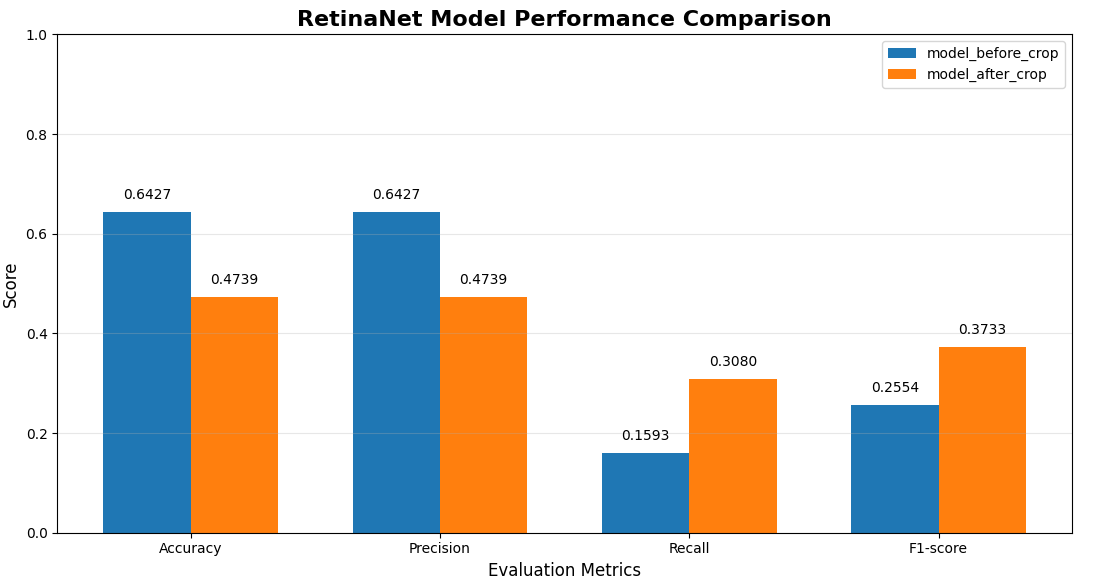 RetinaNet Model Performance Comparison
model_before_crop
model_after_crop
Score
1.0
0.8
0.6
0.4
0.2
0.0
0.6427
0.4739
0.6427
0.4739
0.1593
0.3080
0.2554
0.3733
Accuracy
Precision
Recall
F1-score
Evaluation Metrics